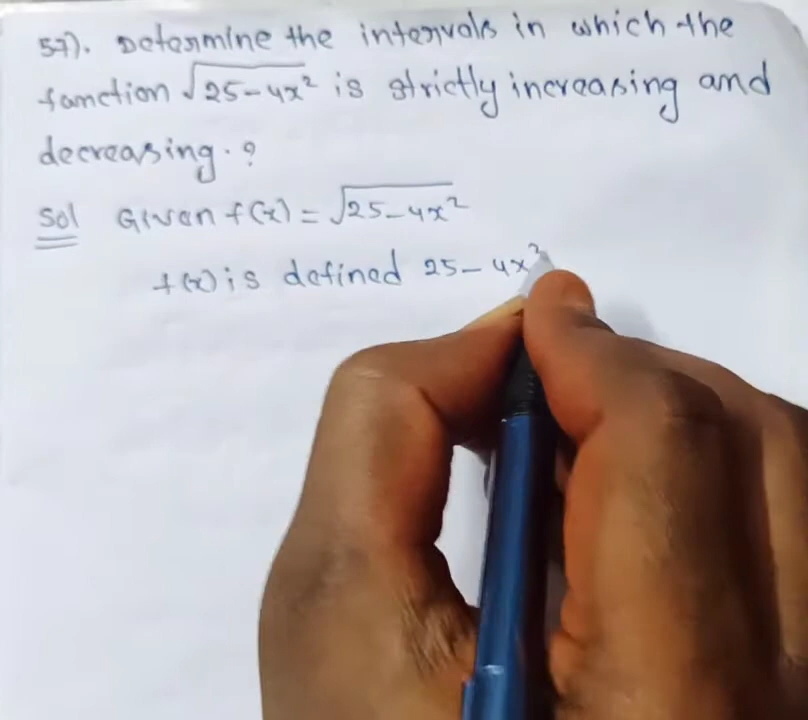 57). Determine the intervals in which the
fanction √25-4x² is strictly increasing and
decreasing.?
Sol Given f(x) = √25-4x²
f(x) is defined 25-4x²